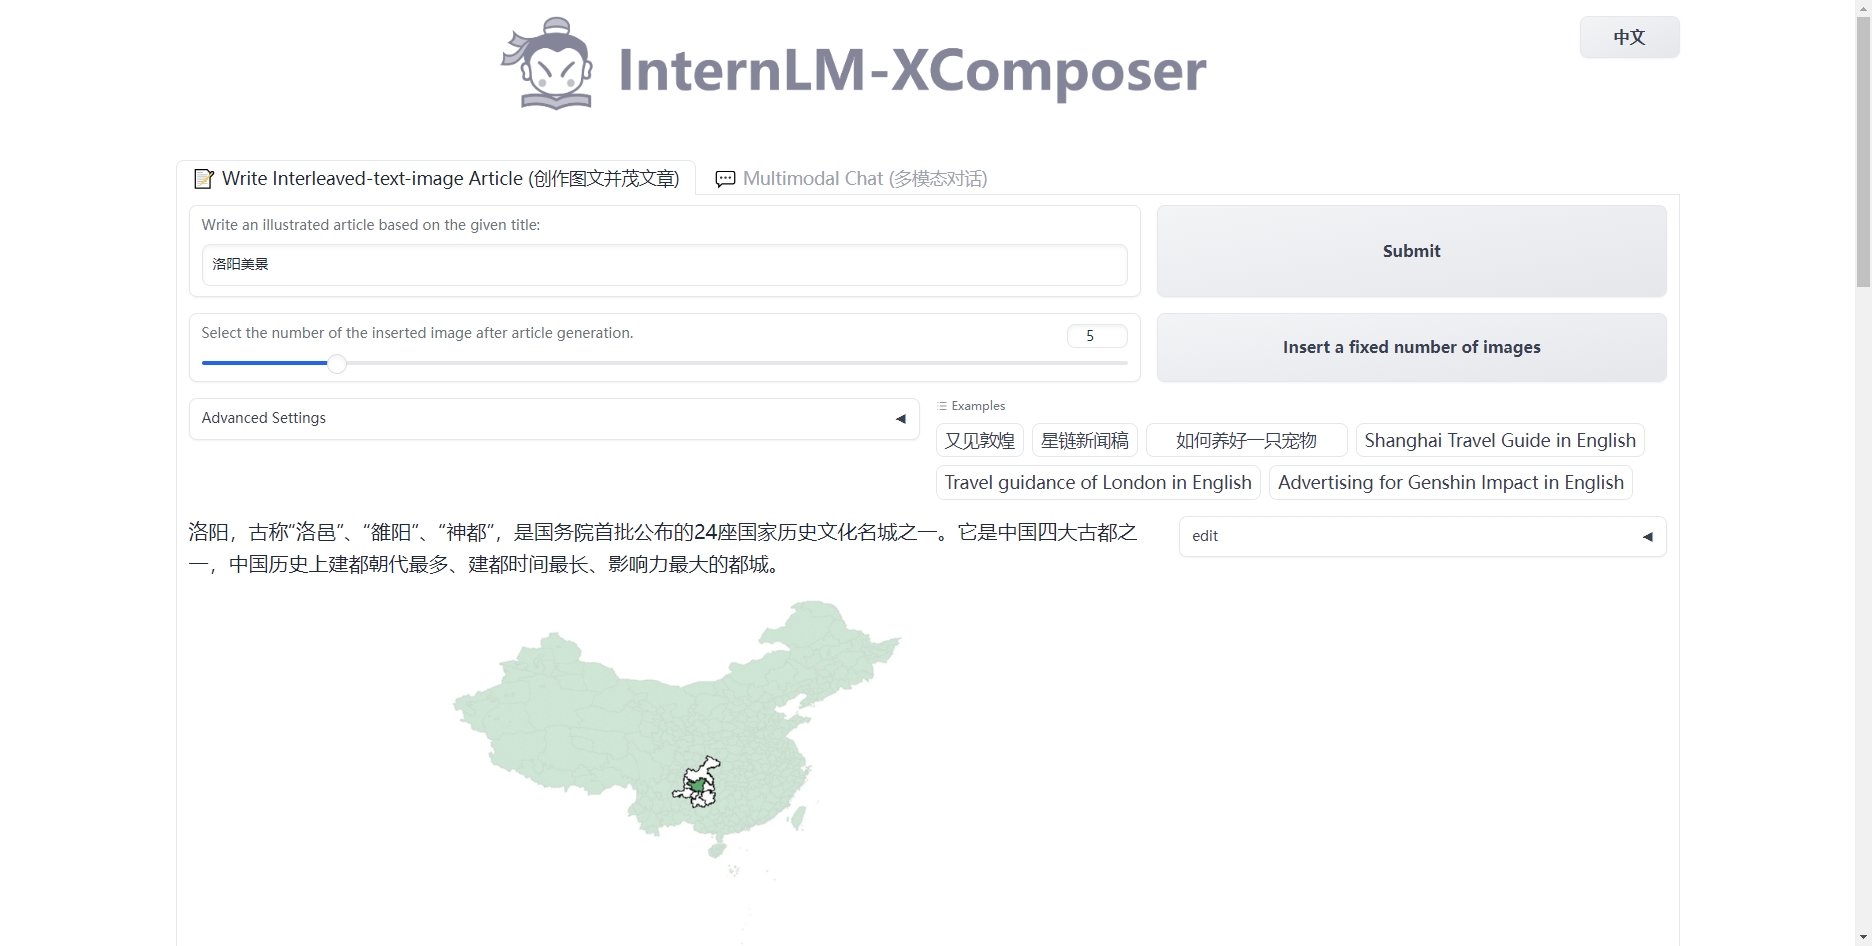 InternLM-XComposer
中文
Write Interleaved-text-image Article (创作图文并茂文章)
Multimodal Chat (多模态对话)
Write an illustrated article based on the given title:
洛阳美景
Submit
Select the number of the inserted image after article generation.
5
Insert a fixed number of images
Advanced Settings
Examples
又见敦煌
星链新闻稿
如何养好一只宠物
Shanghai Travel Guide in English
Travel guidance of London in English
Advertising for Genshin Impact in English
洛阳，古称“洛邑”、“雒阳”、“神都”，是国务院首批公布的24座国家历史文化名城之一。它是中国四大古都之
一，中国历史上建都朝代最多、建都时间最长、影响力最大的都城。
edit